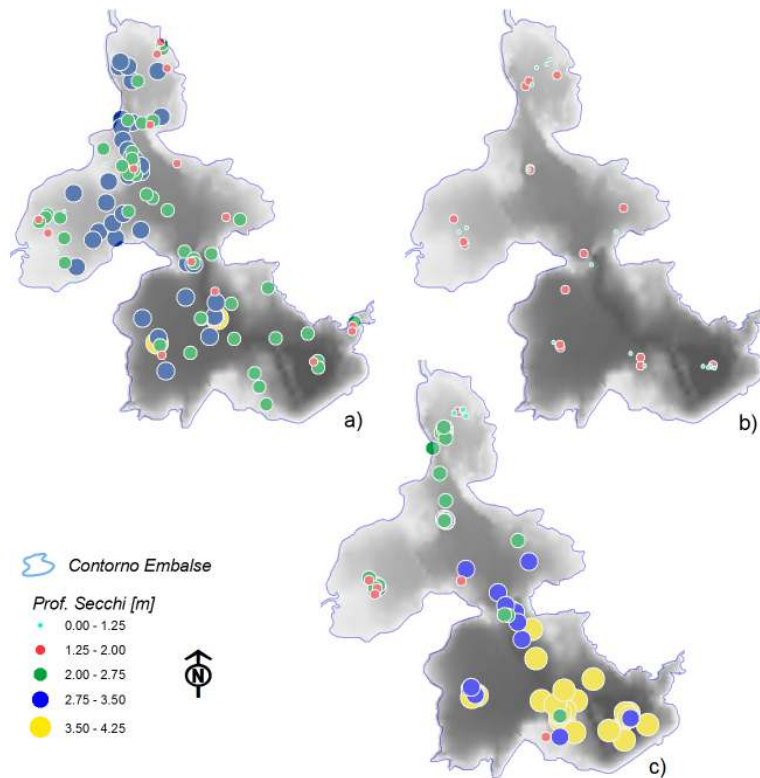 a)
b)
c)
Contorno Embalse
Prof. Secchi [m]
0.00 - 1.25
1.25 - 2.00
2.00 - 2.75
2.75 - 3.50
3.50 - 4.25
N